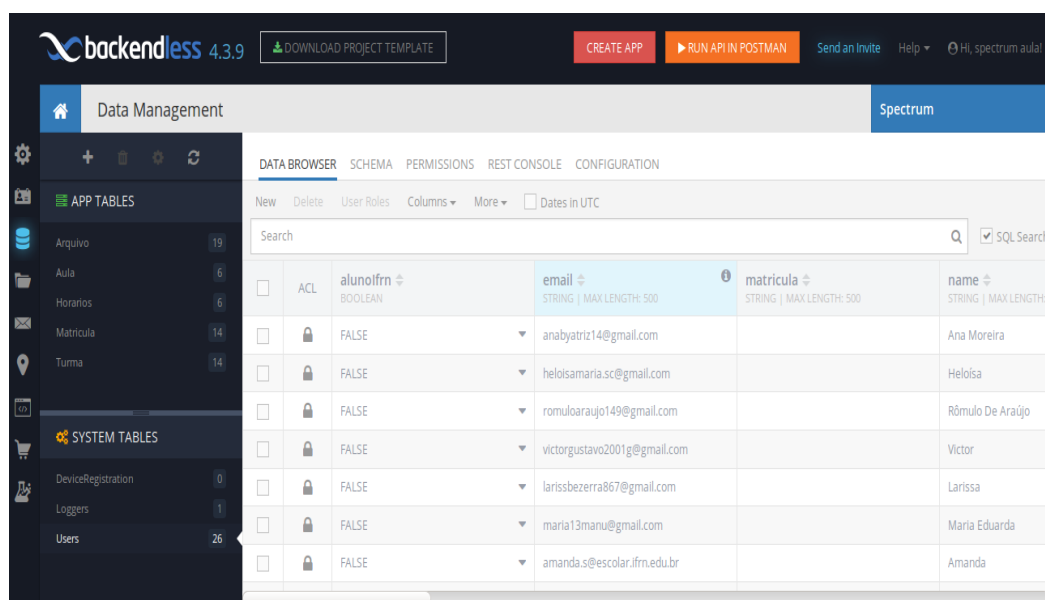 backendless 4.3.9 DOWNLOAD PROJECT TEMPLATE CREATE APP RUN API IN POSTMAN Send an Invite Help Hi, spectrum aula!
Data Management Spectrum
DATA BROWSER SCHEMA PERMISSIONS REST CONSOLE CONFIGURATION
APP TABLES
New Delete User Roles Columns More Dates in UTC
Search SQL Search
Arquivo 19
Aula 6
Horarios 6
Matricula 14
Turma 14
SYSTEM TABLES
DeviceRegistration 0
Loggers 1
Users 26
ACL alunoIfrn email matricula name
BOOLEAN STRING | MAX LENGTH: 500 STRING | MAX LENGTH: 500 STRING | MAX LENGTH:
FALSE anabyatriz14@gmail.com Ana Moreira
FALSE heloisamaria.sc@gmail.com Heloísa
FALSE romuloaraujo149@gmail.com Rômulo De Araújo
FALSE victorgustavo2001g@gmail.com Victor
FALSE larissbezerra867@gmail.com Larissa
FALSE maria13manu@gmail.com Maria Eduarda
FALSE amanda.s@escolar.ifrn.edu.br Amanda